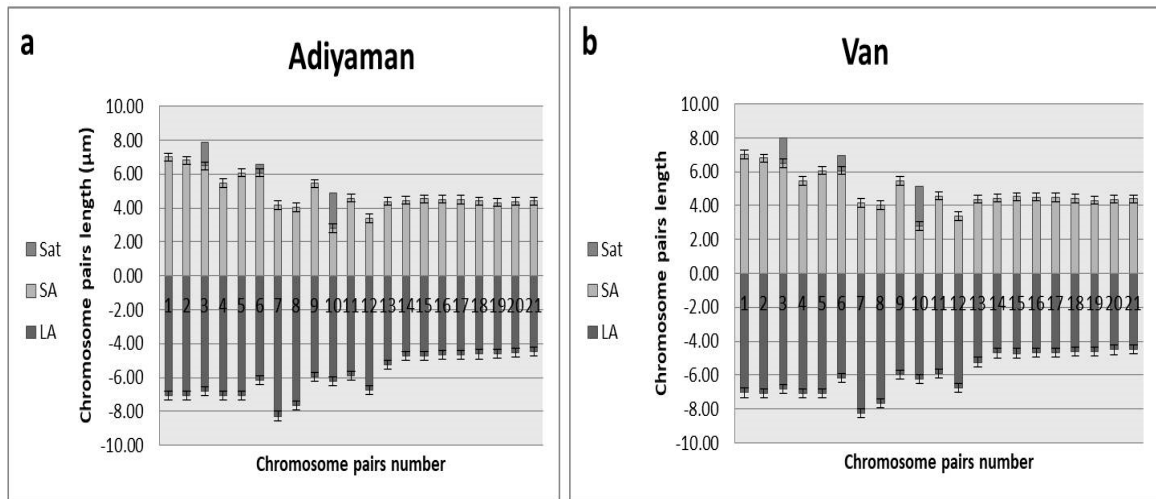 a
Adiyaman
Chromosome pairs length (µm)
10.00
8.00
6.00
4.00
2.00
0.00
-2.00
-4.00
-6.00
-8.00
-10.00
1 2 3 4 5 6 7 8 9 10 11 12 13 14 15 16 17 18 19 20 21
Sat
SA
LA
Chromosome pairs number
b
Van
Chromosome pairs length
10.00
8.00
6.00
4.00
2.00
0.00
-2.00
-4.00
-6.00
-8.00
-10.00
1 2 3 4 5 6 7 8 9 10 11 12 13 14 15 16 17 18 19 20 21
Sat
SA
LA
Chromosome pairs number